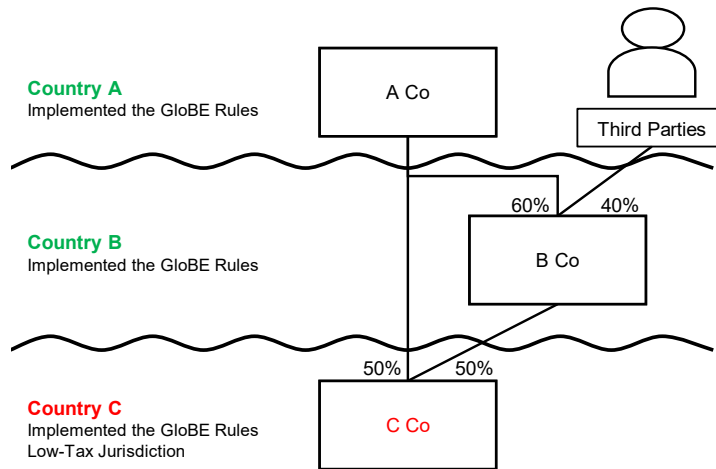 Country A
Implemented the GloBE Rules
A Co
Third Parties
60%
40%
Country B
Implemented the GloBE Rules
B Co
50%
50%
Country C
Implemented the GloBE Rules
Low-Tax Jurisdiction
C Co